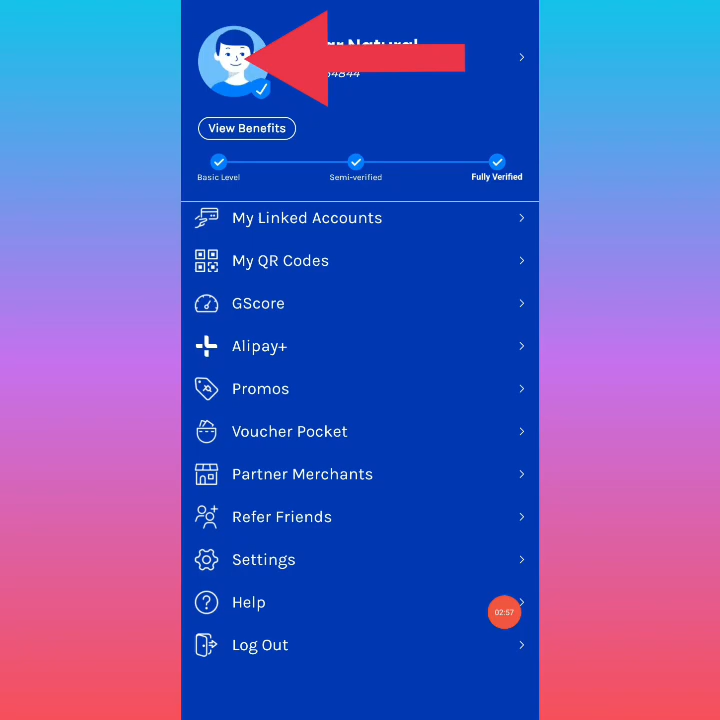 Natural
View Benefits
Basic Level
Semi-verified
Fully Verified
My Linked Accounts
My QR Codes
GScore
Alipay+
Promos
Voucher Pocket
Partner Merchants
Refer Friends
Settings
Help
02:57
Log Out